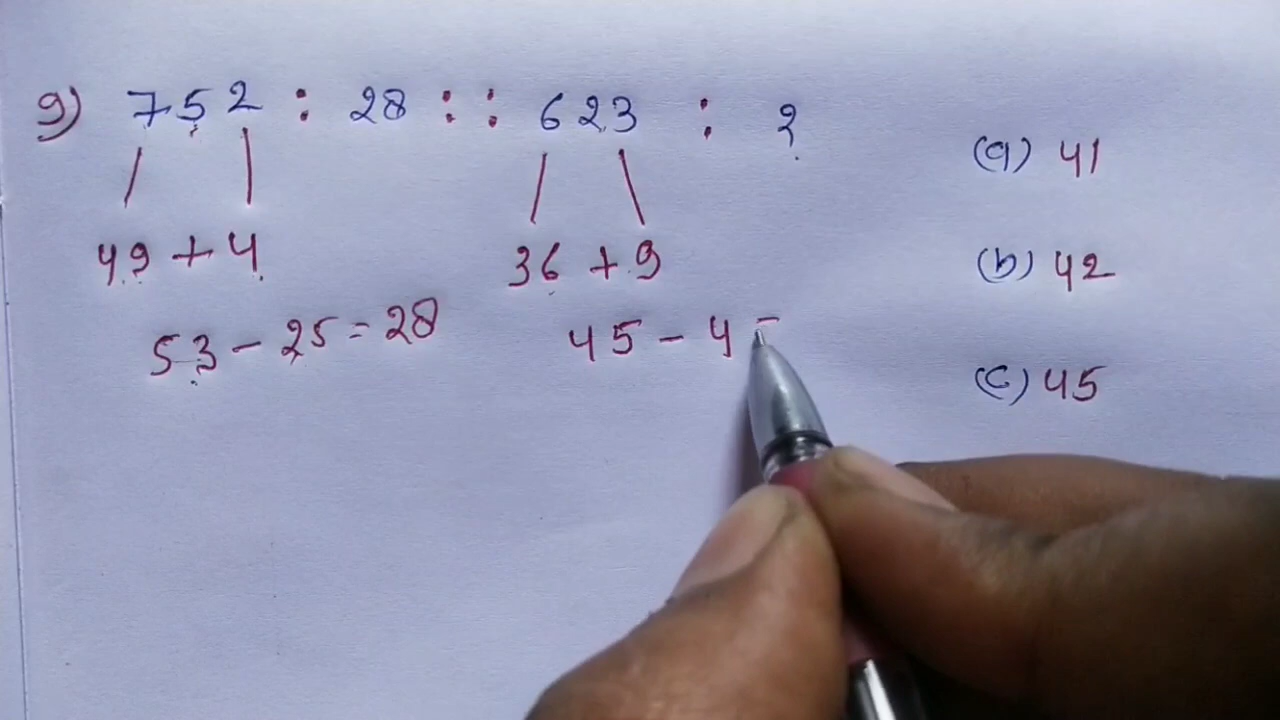 9) 752 : 28 :: 623 : ?
(a) 41
49 + 4
36 + 9
(b) 42
53 - 25 = 28
45 - 4 =
(c) 45